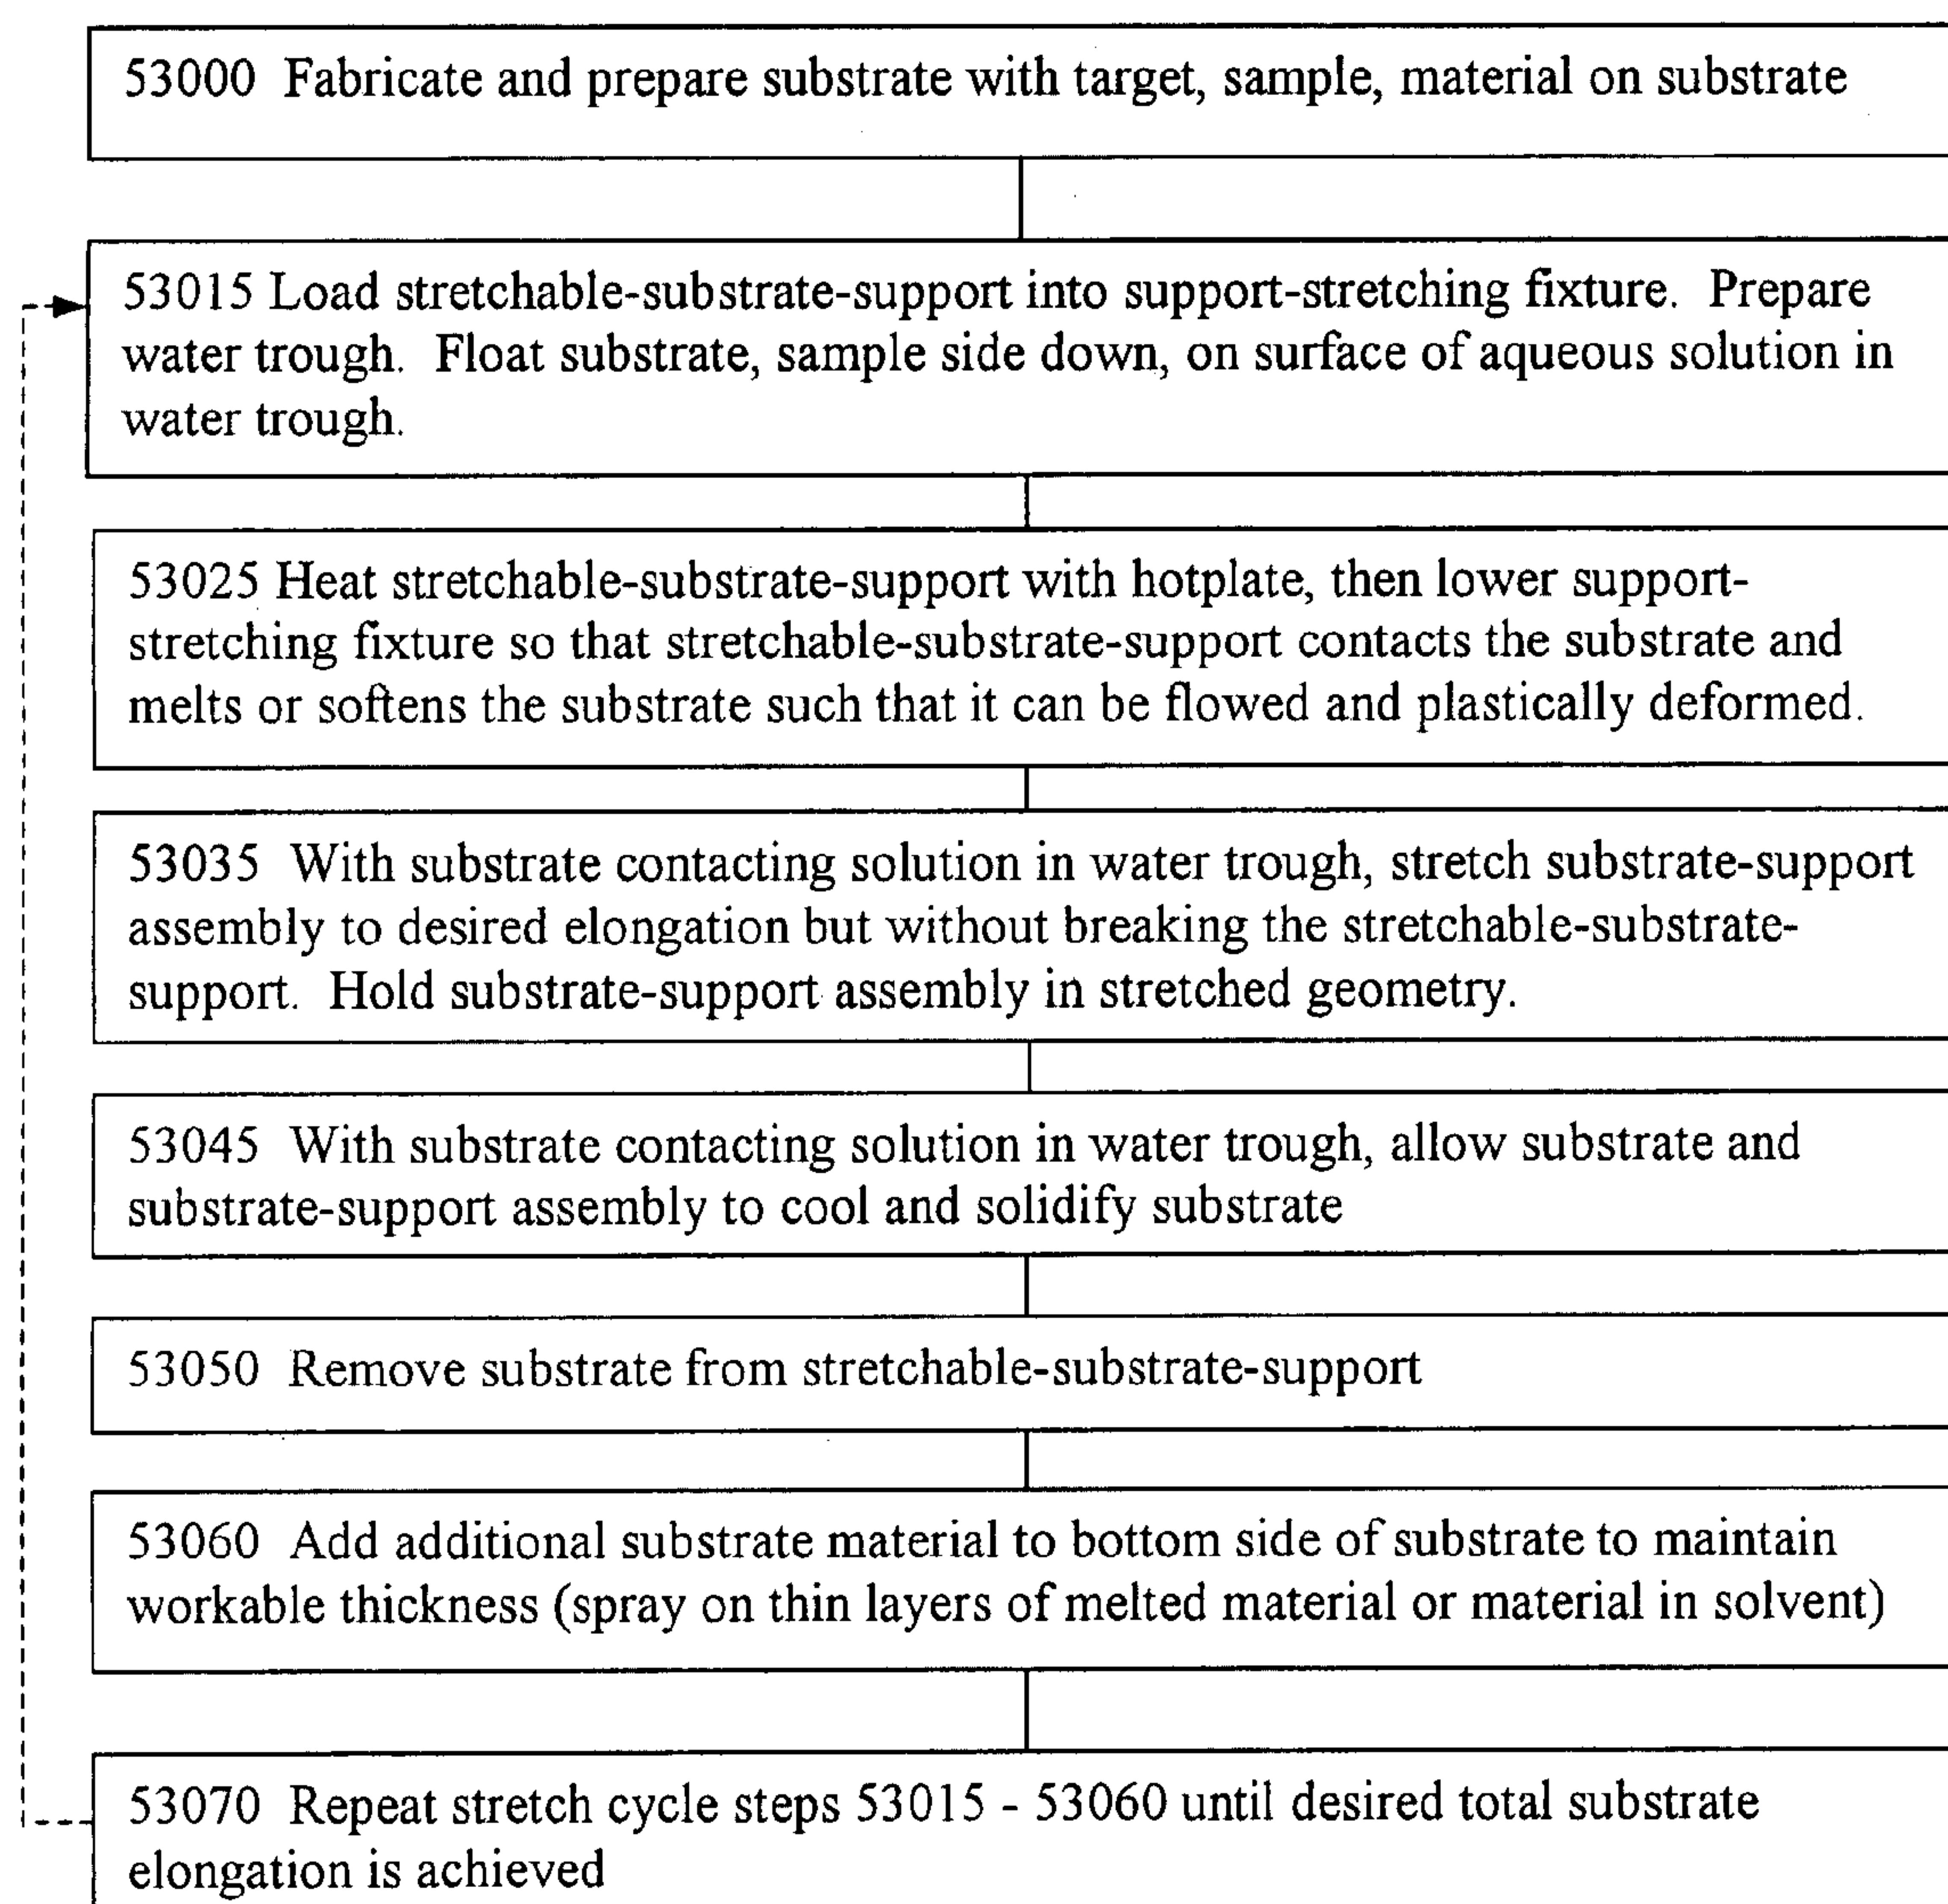 53000 Fabricate and prepare substrate with target, sample, material on substrate
53015 Load stretchable-substrate-support into support-stretching fixture. Prepare
water trough. Float substrate, sample side down, on surface of aqueous solution in
water trough.
53025 Heat stretchable-substrate-support with hotplate, then lower support-
stretching fixture so that stretchable-substrate-support contacts the substrate and
melts or softens the substrate such that it can be flowed and plastically deformed.
53035 With substrate contacting solution in water trough, stretch substrate-support
assembly to desired elongation but without breaking the stretchable-substrate-
support. Hold substrate-support assembly in stretched geometry.
53045 With substrate contacting solution in water trough, allow substrate and
substrate-support assembly to cool and solidify substrate
53050 Remove substrate from stretchable-substrate-support
53060 Add additional substrate material to bottom side of substrate to maintain
workable thickness (spray on thin layers of melted material or material in solvent)
53070 Repeat stretch cycle steps 53015 - 53060 until desired total substrate
elongation is achieved